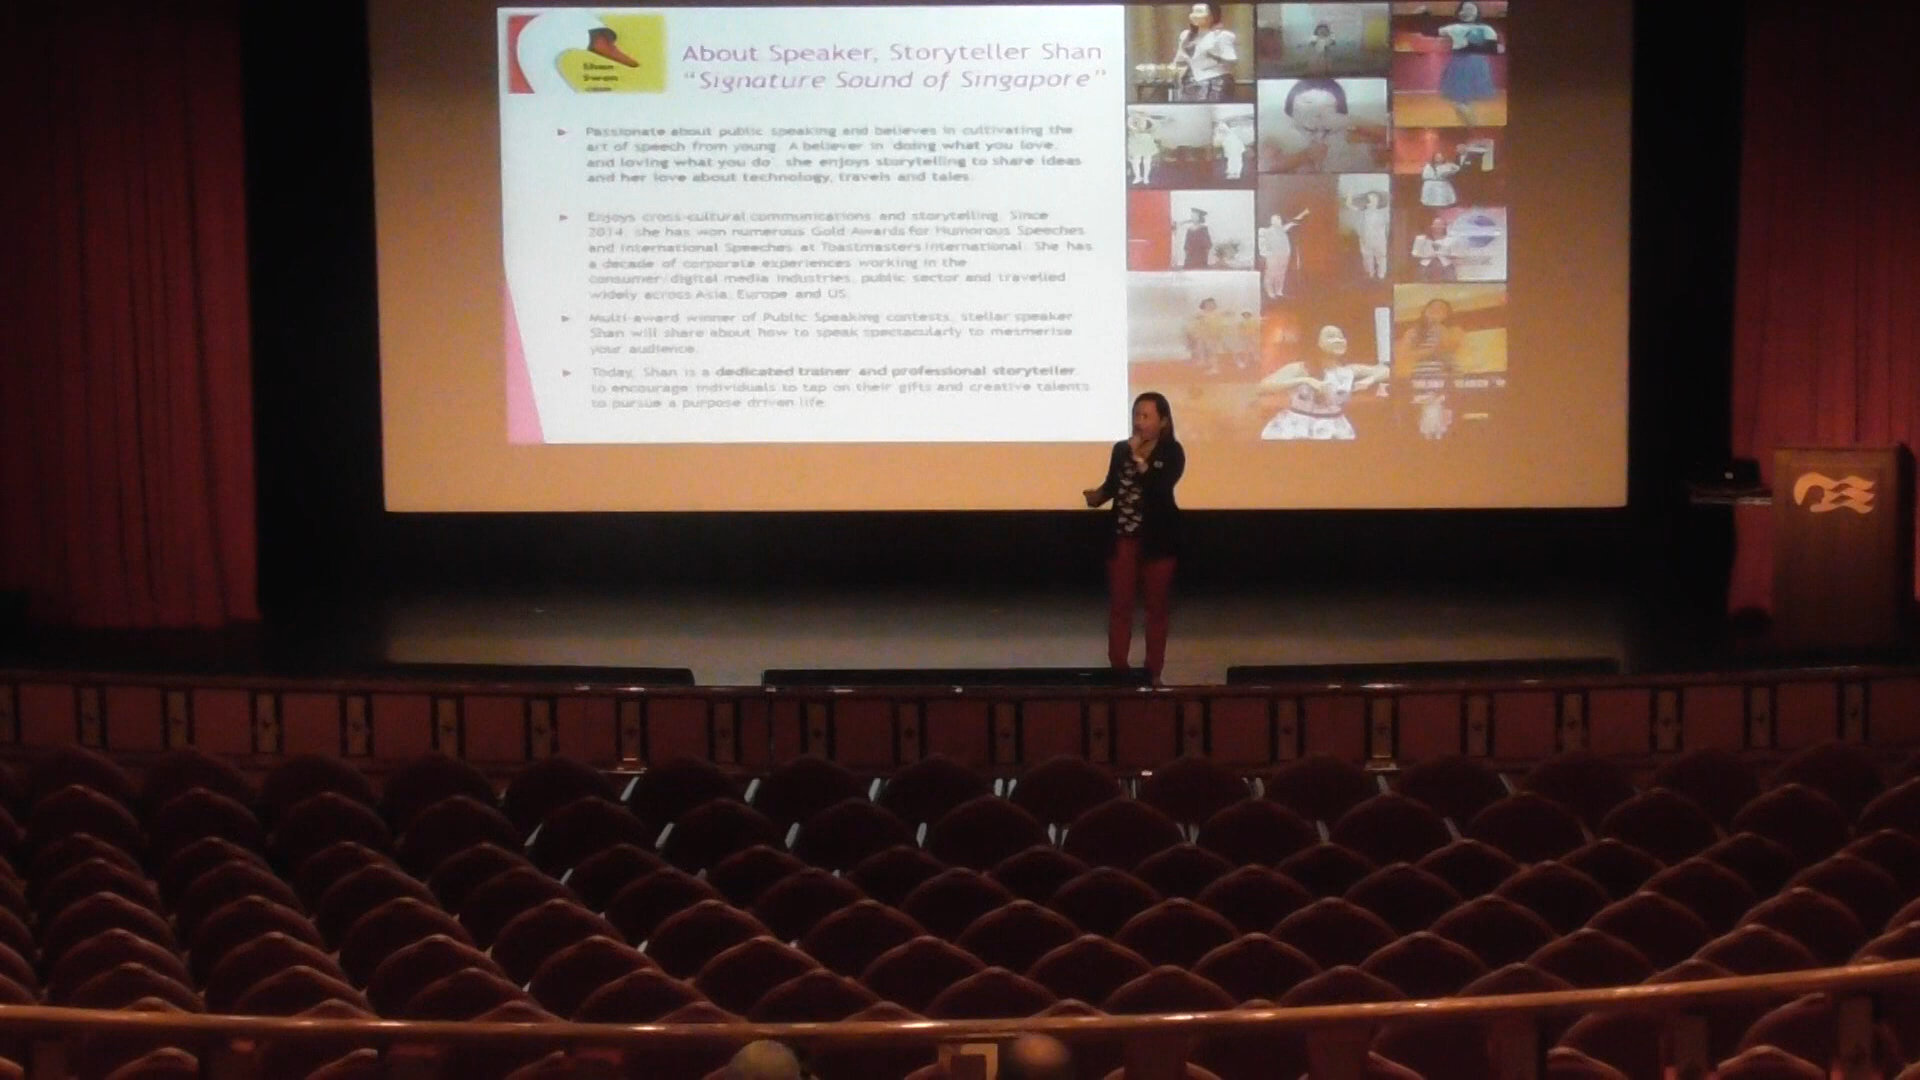 Shan
Swan
.com
About Speaker, Storyteller Shan
"Signature Sound of Singapore"
Passionate about public speaking and believes in cultivating the
art of speech from young. A believer in 'doing what you love,
and loving what you do', she enjoys storytelling to share ideas
and her love about technology, travels and tales.
Enjoys cross-cultural communications and storytelling. Since
2014, she has won numerous Gold Awards for Humorous Speeches
and International Speeches at Toastmasters International. She has
a decade of corporate experiences working in the
consumer/digital media industries, public sector and travelled
widely across Asia, Europe and US.
Multi-award winner of Public Speaking contests, stellar speaker
Shan will share about how to speak spectacularly to mesmerise
your audience.
Today, Shan is a dedicated trainer and professional storyteller
to encourage individuals to tap on their gifts and creative talents
to pursue a purpose driven life.